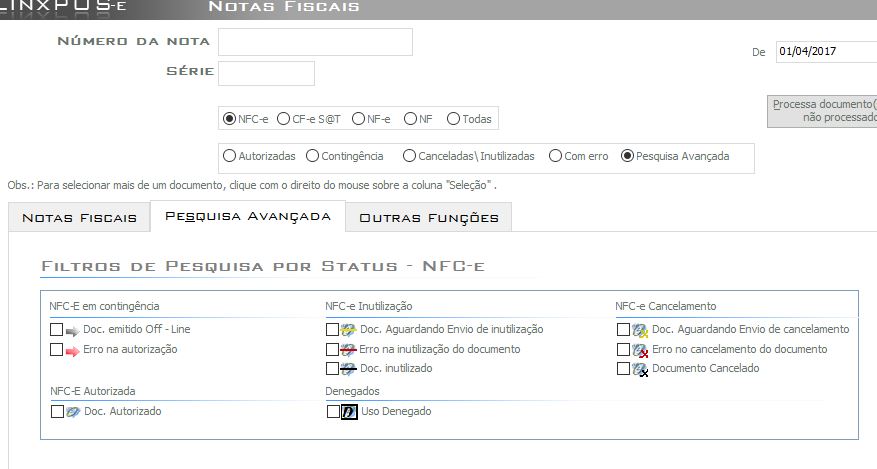 LINXPOS-E NOTAS FISCAIS
NÚMERO DA NOTA
De 01/04/2017
SÉRIE
Processa documento(
não processado
NFC-e CF-e S@T NF-e NF Todas
Autorizadas Contingência Canceladas\Inutilizadas Com erro Pesquisa Avançada
Obs.: Para selecionar mais de um documento, clique com o direito do mouse sobre a coluna "Seleção" .
NOTAS FISCAIS PESQUISA AVANÇADA OUTRAS FUNÇÕES
FILTROS DE PESQUISA POR STATUS - NFC-E
NFC-E em contingência NFC-e Inutilização NFC-e Cancelamento
Doc. emitido Off - Line Doc. Aguardando Envio de inutilização Doc. Aguardando Envio de cancelamento
Erro na autorização Erro na inutilização do documento Erro no cancelamento do documento
Doc. inutilizado Documento Cancelado
NFC-E Autorizada Denegados
Doc. Autorizado Uso Denegado